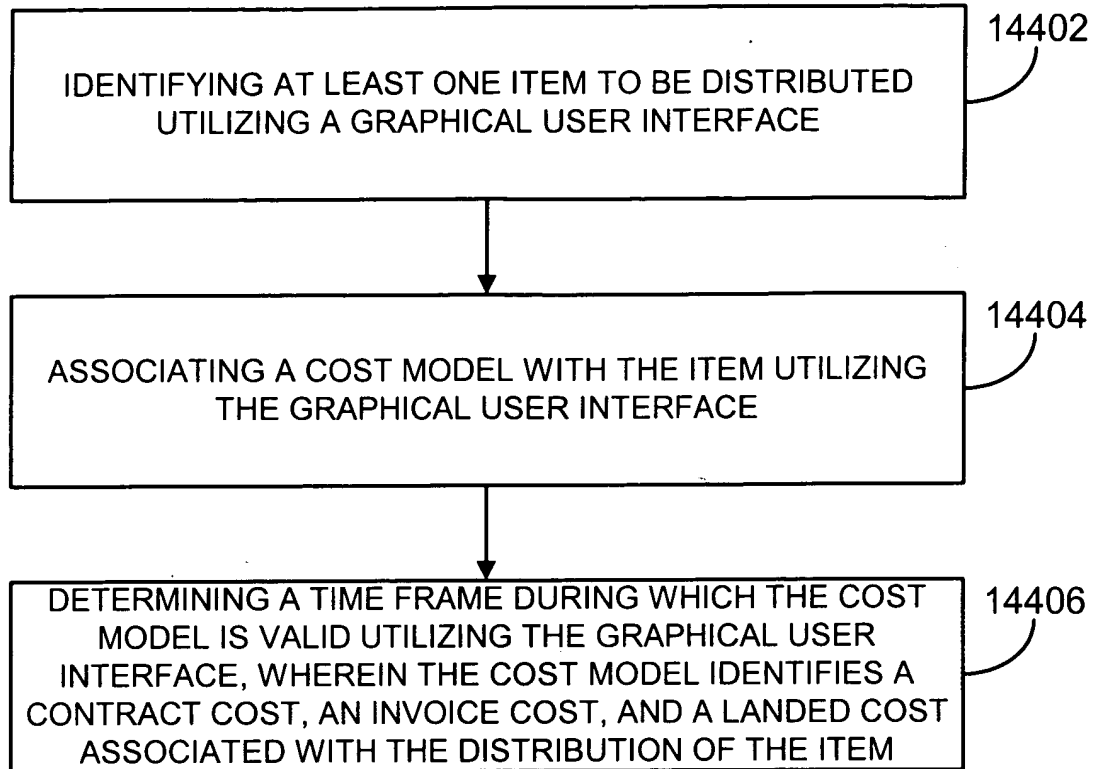 14402
IDENTIFYING AT LEAST ONE ITEM TO BE DISTRIBUTED
UTILIZING A GRAPHICAL USER INTERFACE
14404
ASSOCIATING A COST MODEL WITH THE ITEM UTILIZING
THE GRAPHICAL USER INTERFACE
14406
DETERMINING A TIME FRAME DURING WHICH THE COST
MODEL IS VALID UTILIZING THE GRAPHICAL USER
INTERFACE, WHEREIN THE COST MODEL IDENTIFIES A
CONTRACT COST, AN INVOICE COST, AND A LANDED COST
ASSOCIATED WITH THE DISTRIBUTION OF THE ITEM